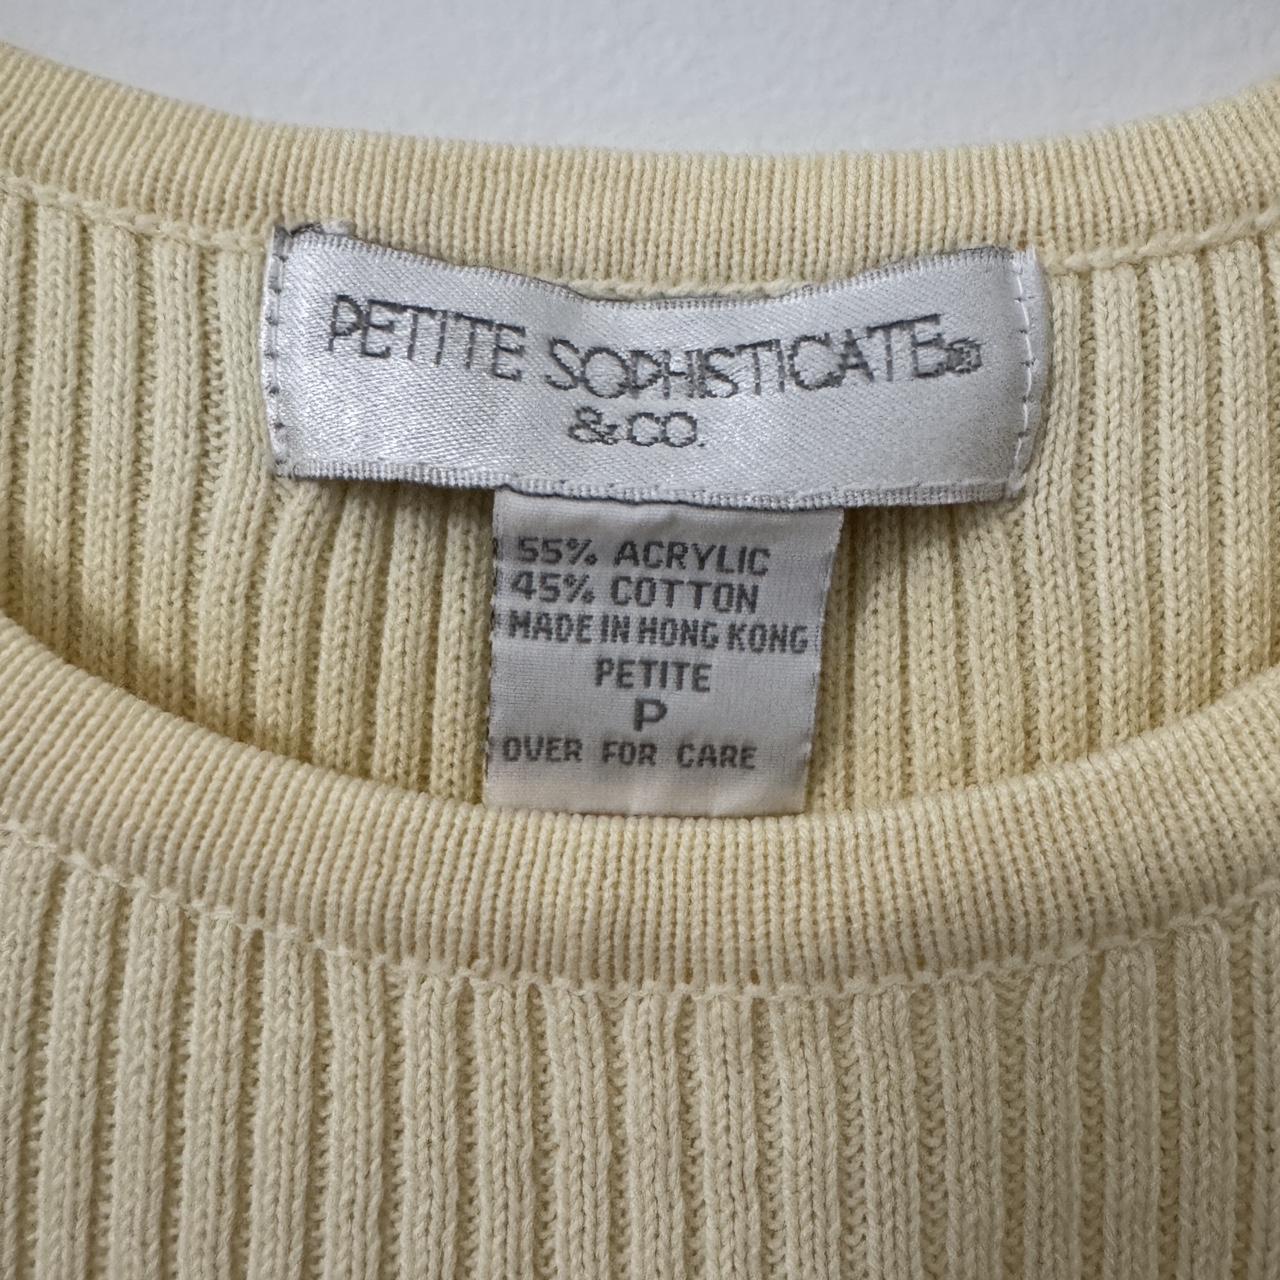 PETITE SOPHISTICATE®
& CO.
55% ACRYLIC
45% COTTON
MADE IN HONG KONG
PETITE
P
OVER FOR CARE